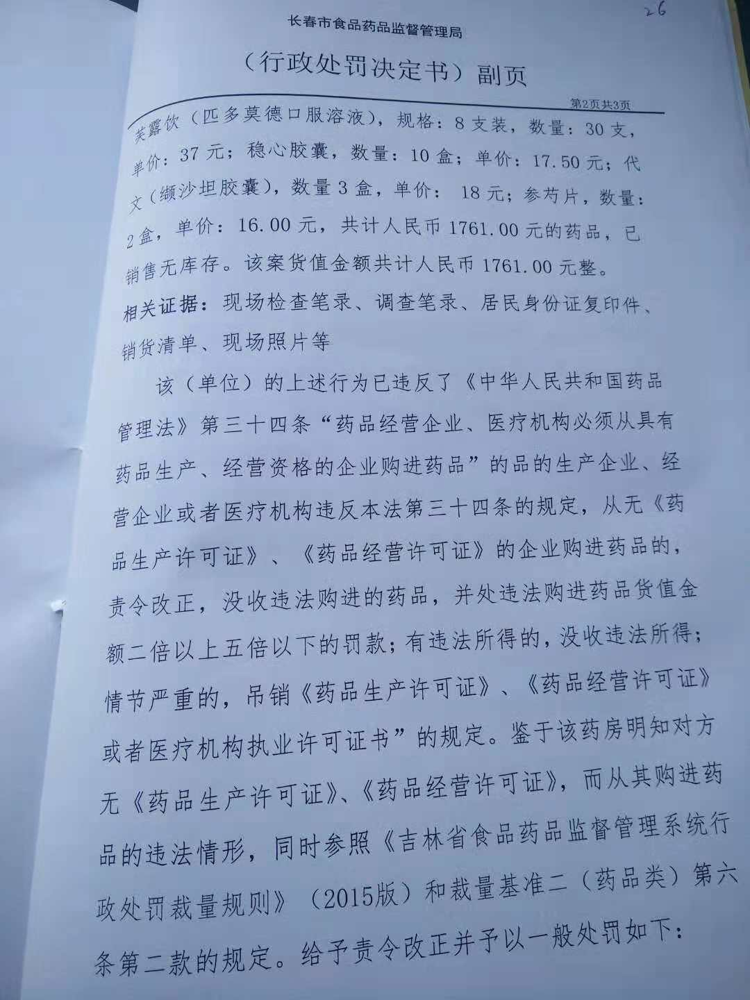 26
长春市食品药品监督管理局
（行政处罚决定书）副页
第2页共3页
芙露饮（匹多莫德口服溶液），规格：8支装，数量：30支，
单价：37元；稳心胶囊，数量：10盒；单价：17.50元；代
文（缬沙坦胶囊），数量3盒，单价： 18元；参芍片，数量：
2盒，单价：16.00元，共计人民币1761.00元的药品，已
销售无库存。该案货值金额共计人民币1761.00元整。
相关证据：现场检查笔录、调查笔录、居民身份证复印件、
销货清单、现场照片等
该（单位）的上述行为已违反了《中华人民共和国药品
管理法》第三十四条“药品经营企业、医疗机构必须从具有
药品生产、经营资格的企业购进药品”的品的生产企业、经
营企业或者医疗机构违反本法第三十四条的规定，从无《药
品生产许可证》、《药品经营许可证》的企业购进药品的，
责令改正，没收违法购进的药品，并处违法购进药品货值金
额二倍以上五倍以下的罚款；有违法所得的，没收违法所得；
情节严重的，吊销《药品生产许可证》、《药品经营许可证》
或者医疗机构执业许可证书”的规定。鉴于该药房明知对方
无《药品生产许可证》、《药品经营许可证》，而从其购进药
品的违法情形，同时参照《吉林省食品药品监督管理系统行
政处罚裁量规则》（2015版）和裁量基准二（药品类）第六
条第二款的规定。给予责令改正并予以一般处罚如下：